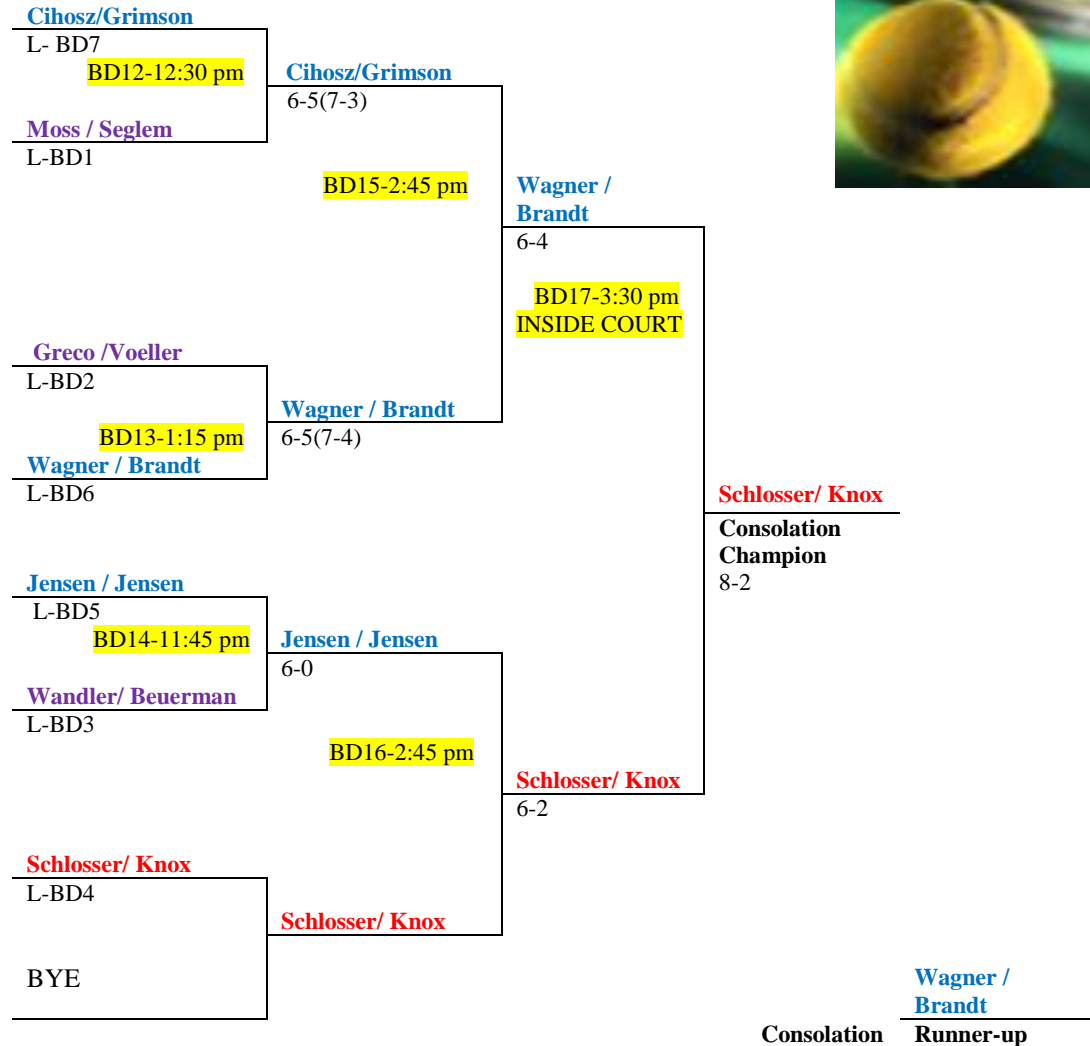 Cihosz/Grimson
L- BD7
BD12-12:30 pm
Cihosz/Grimson
6-5(7-3)
Moss / Seglem
L-BD1
BD15-2:45 pm
Wagner /
Brandt
6-4
BD17-3:30 pm
INSIDE COURT
Greco /Voeller
L-BD2
BD13-1:15 pm
Wagner / Brandt
6-5(7-4)
Wagner / Brandt
L-BD6
Schlosser/ Knox
Consolation
Champion
8-2
Jensen / Jensen
L-BD5
BD14-11:45 pm
Jensen / Jensen
6-0
Wandler/ Beuerman
L-BD3
BD16-2:45 pm
Schlosser/ Knox
6-2
Schlosser/ Knox
L-BD4
Schlosser/ Knox
BYE
Wagner /
Brandt
Consolation Runner-up